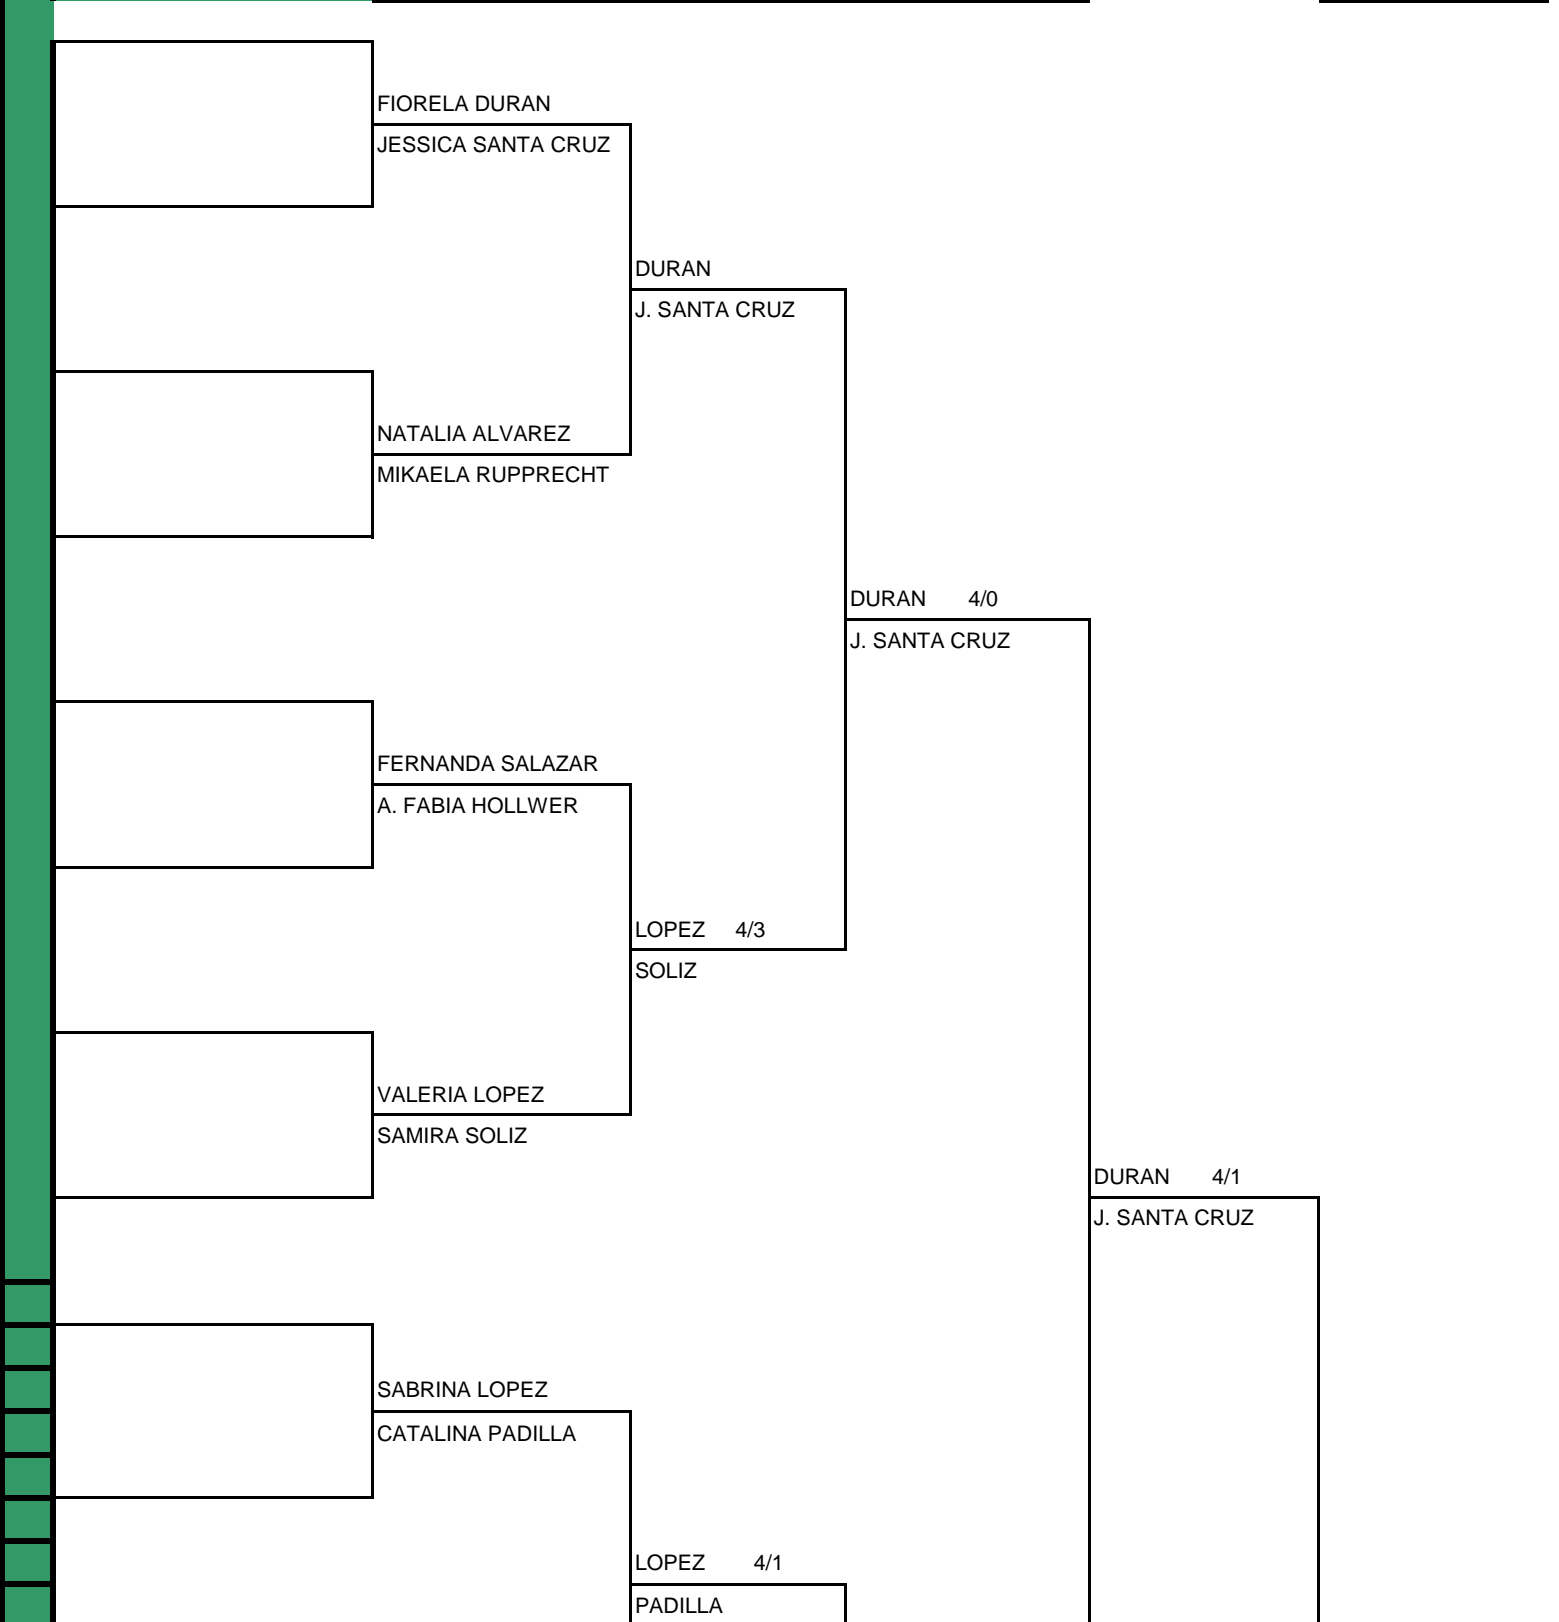 FIORELA DURAN
JESSICA SANTA CRUZ
DURAN
J. SANTA CRUZ
NATALIA ALVAREZ
MIKAELA RUPPRECHT
DURAN 4/0
J. SANTA CRUZ
FERNANDA SALAZAR
A. FABIA HOLLWER
LOPEZ 4/3
SOLIZ
VALERIA LOPEZ
SAMIRA SOLIZ
DURAN 4/1
J. SANTA CRUZ
SABRINA LOPEZ
CATALINA PADILLA
LOPEZ 4/1
PADILLA